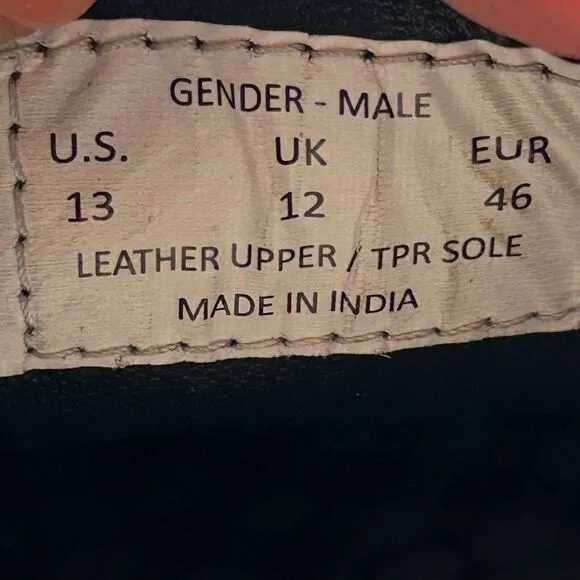 GENDER - MALE
U.S. UK EUR
13 12 46
LEATHER UPPER / TPR SOLE
MADE IN INDIA